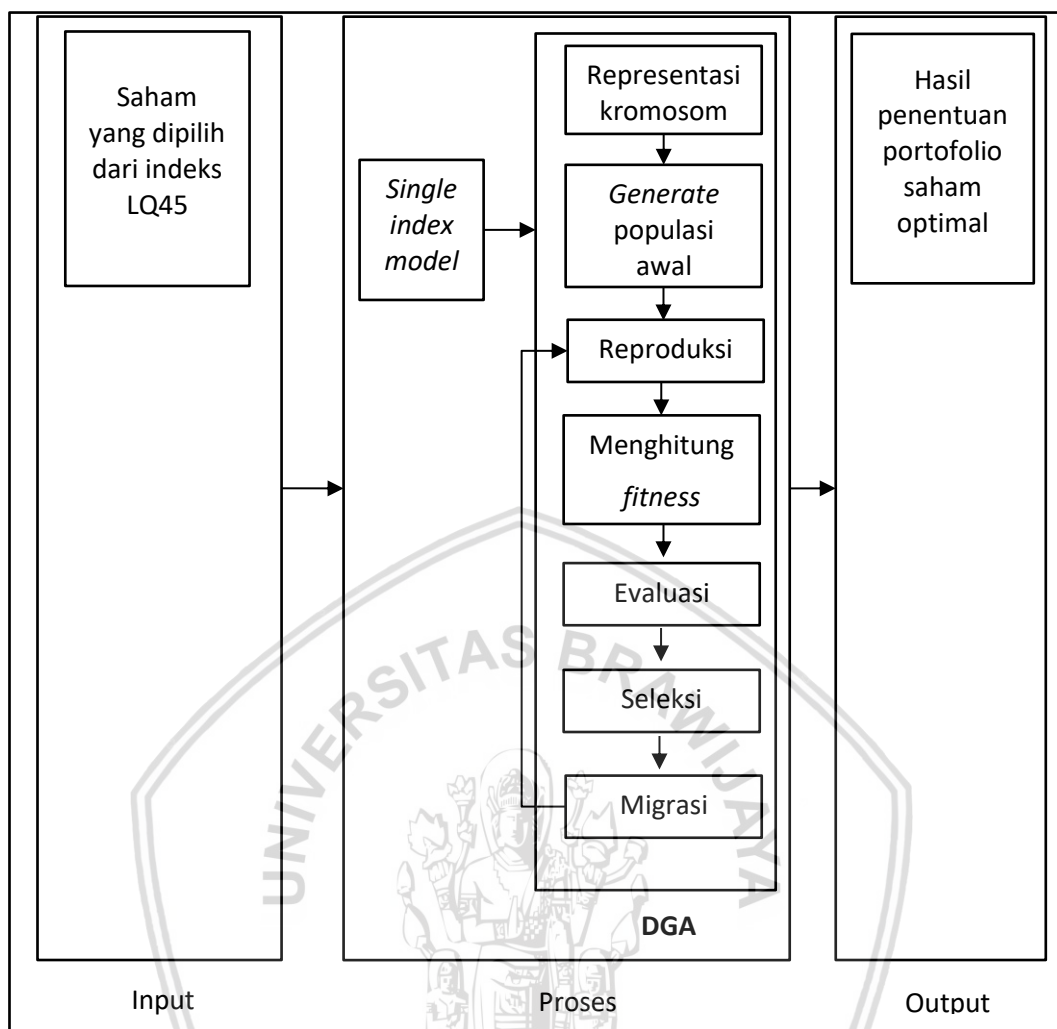 Saham
yang dipilih
dari indeks
LQ45
Single
index
model
Representasi
kromosom
Generate
populasi
awal
Reproduksi
Menghitung
fitness
Evaluasi
Seleksi
Migrasi
DGA
Hasil
penentuan
portofolio
saham
optimal
UNIVERSITAS BRAWIJAYA
Input
Proses
Output